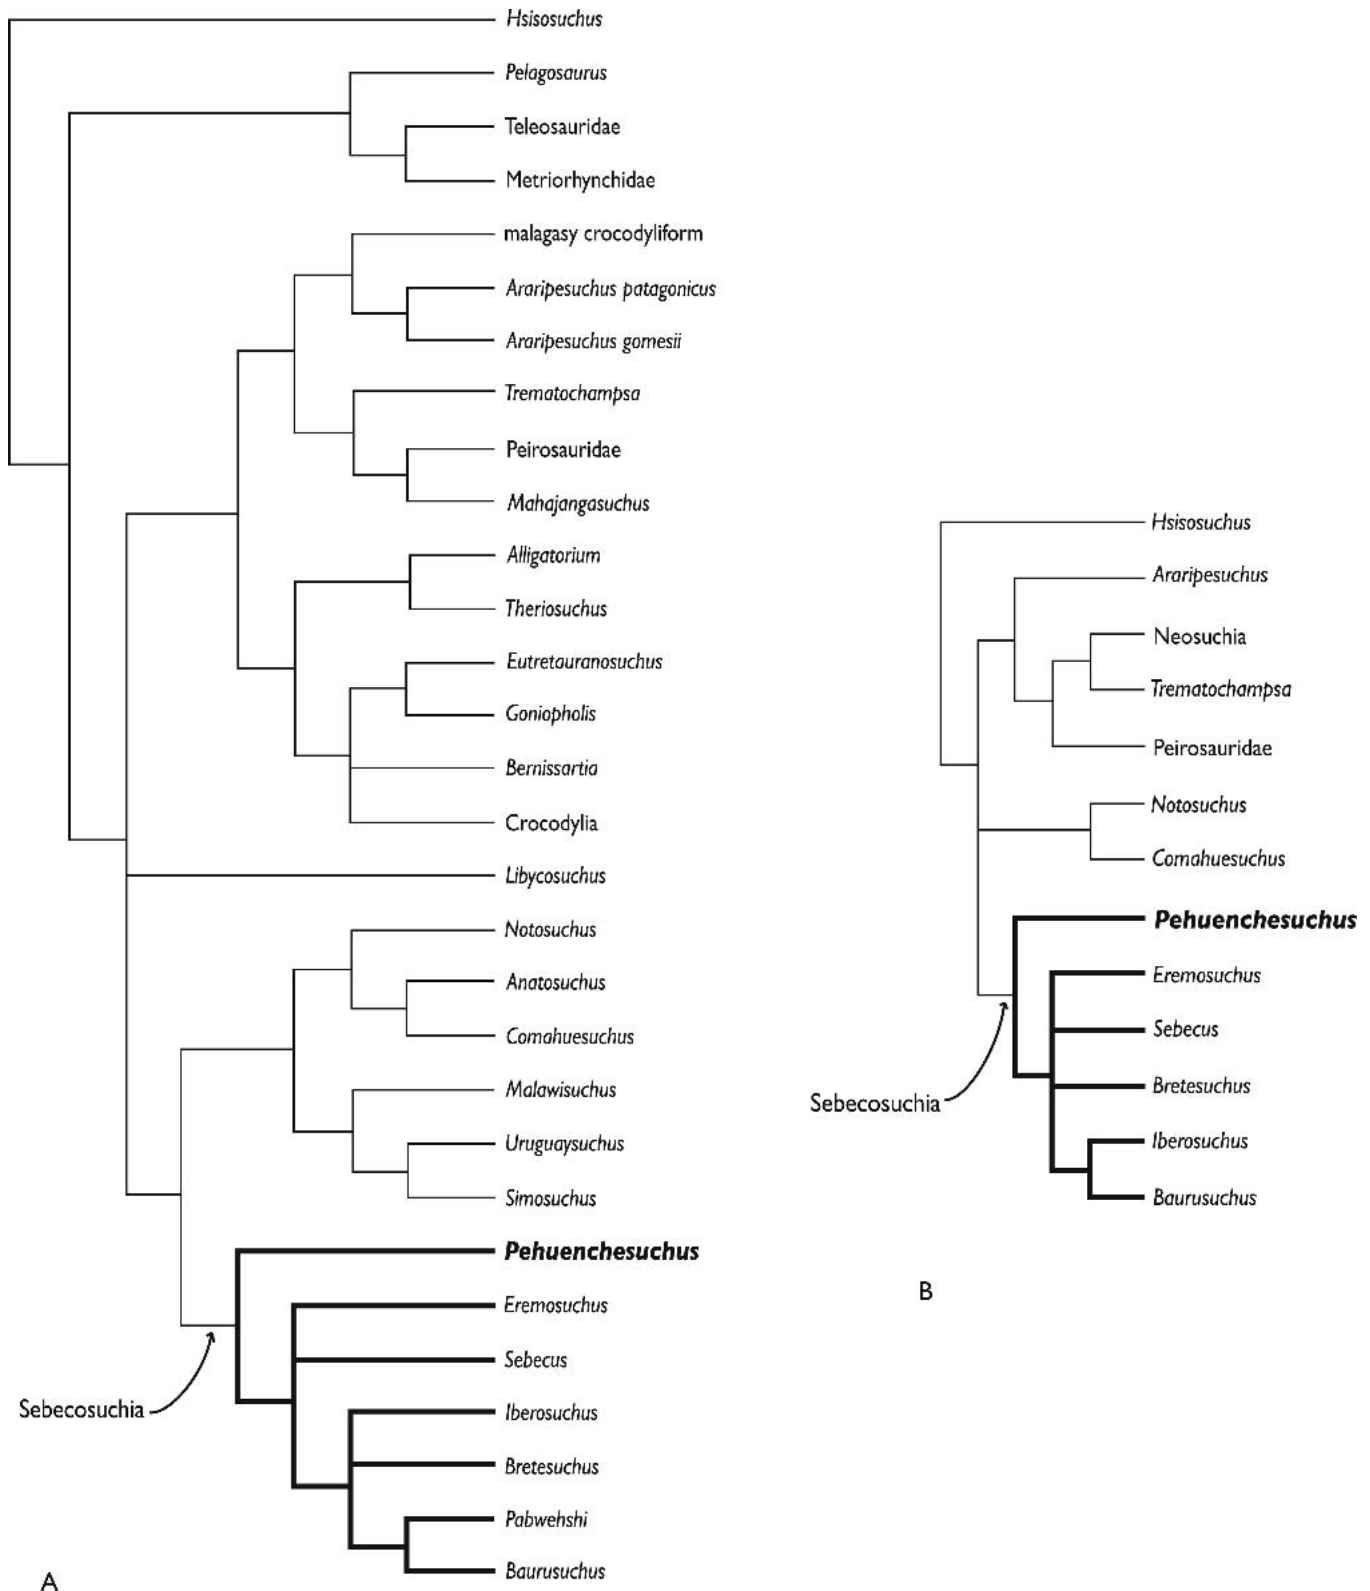 Hsisosuchus
Pelagosaurus
Teleosauridae
Metriorhynchidae
malagasy crocodyliform
Araripesuchus patagonicus
Araripesuchus gomesii
Trematochampsa
Peirosauridae
Mahajangasuchus
Alligatorium
Theriosuchus
Eutretauranosuchus
Goniopholis
Bernissartia
Crocodylia
Libycosuchus
Notosuchus
Anatosuchus
Comahuesuchus
Malawisuchus
Uruguaysuchus
Simosuchus
Pehuenchesuchus
Eremosuchus
Sebecus
Sebecosuchia
Iberosuchus
Bretesuchus
Pabwehshi
Baurusuchus
A
Hsisosuchus
Araripesuchus
Neosuchia
Trematochampsa
Peirosauridae
Notosuchus
Comahuesuchus
Pehuenchesuchus
Eremosuchus
Sebecus
Bretesuchus
Sebecosuchia
Iberosuchus
Baurusuchus
B